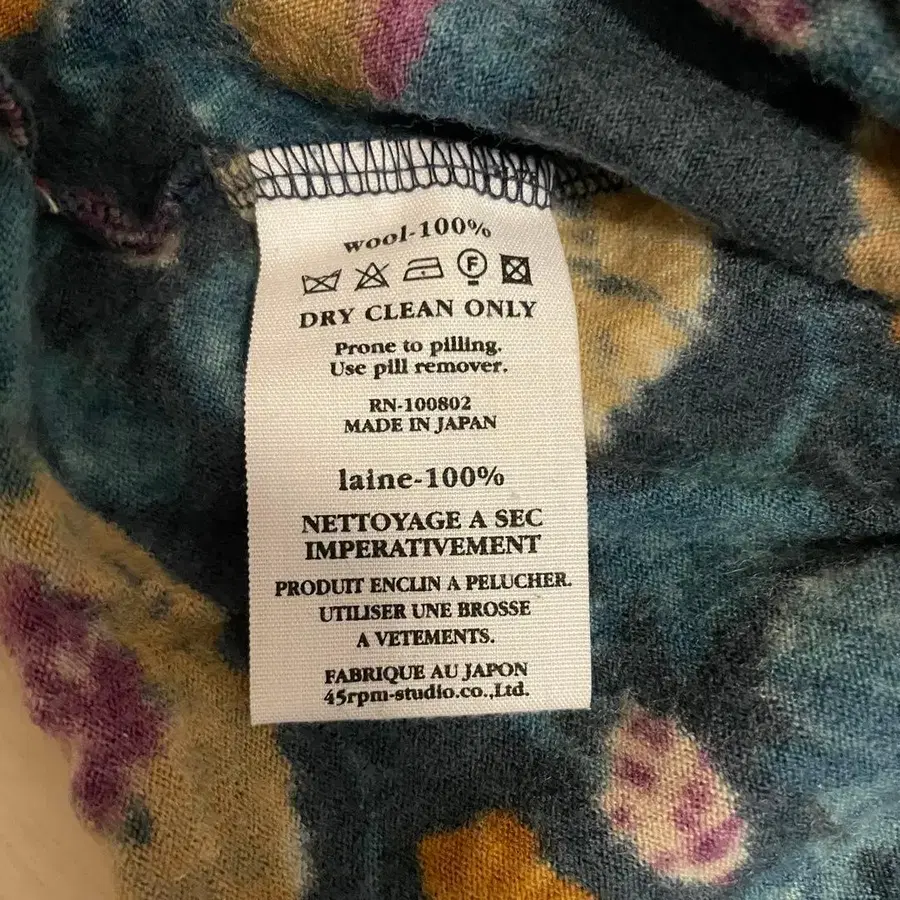 wool-100%
F
DRY CLEAN ONLY
Prone to pilling.
Use pill remover.
RN-100802
MADE IN JAPAN
laine-100%
NETTOYAGE A SEC
IMPERATIVEMENT
PRODUIT ENCLIN A PELUCHER.
UTILISER UNE BROSSE
A VETEMENTS.
FABRIQUE AU JAPON
45rpm-studio.co.,Ltd.